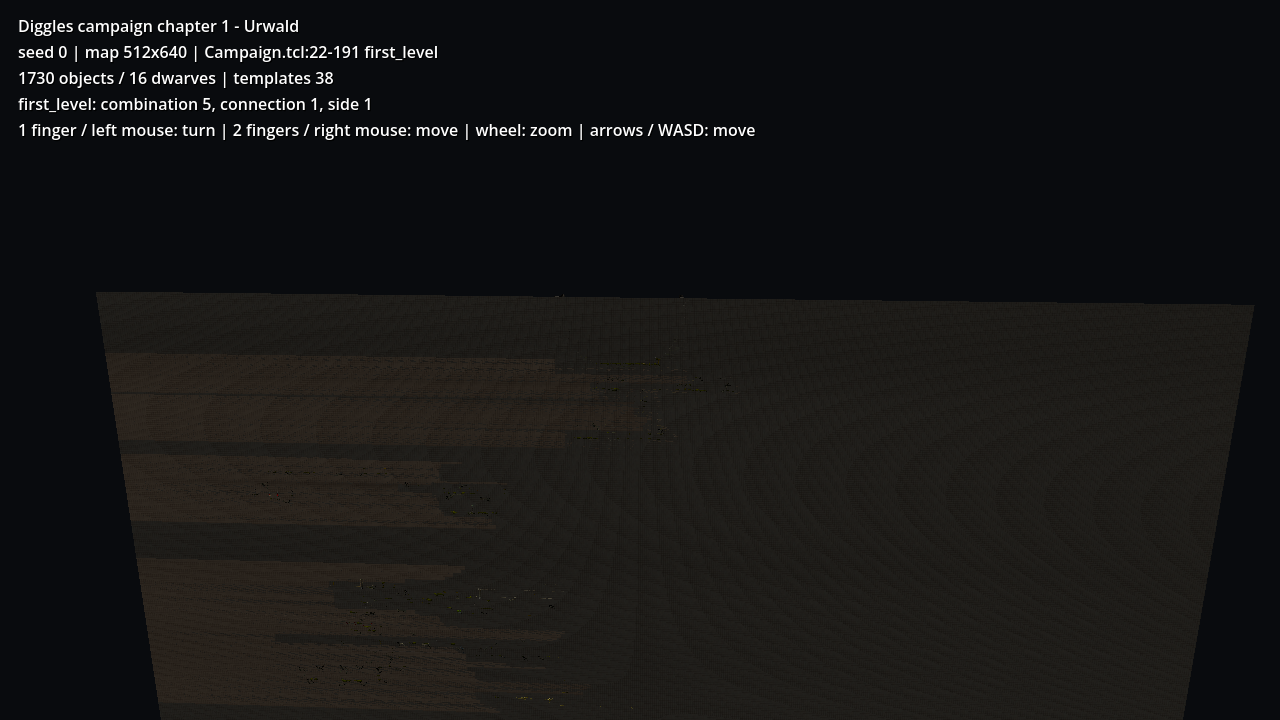 Diggles campaign chapter 1 - Urwald
seed 0 | map 512x640 | Campaign.tcl:22-191 first_level
1730 objects / 16 dwarves | templates 38
first_level: combination 5, connection 1, side 1
1 finger / left mouse: turn | 2 fingers / right mouse: move | wheel: zoom | arrows / WASD: move